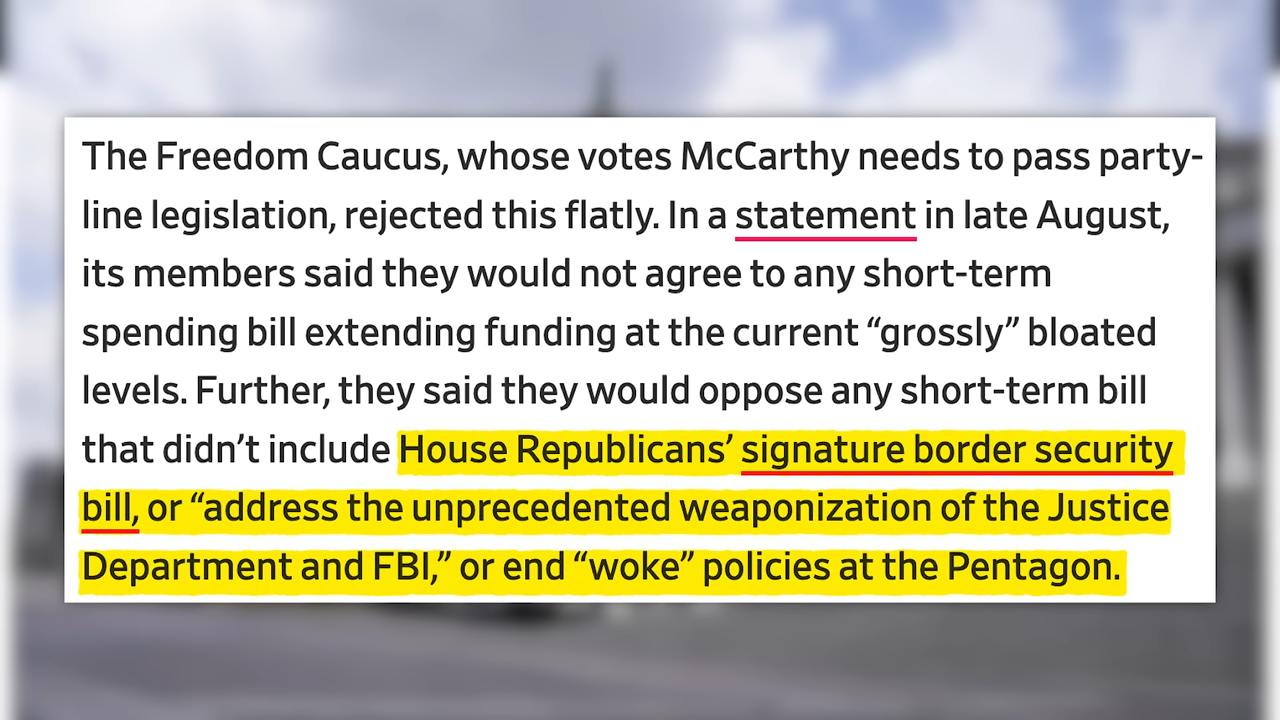 The Freedom Caucus, whose votes McCarthy needs to pass party-
line legislation, rejected this flatly. In a statement in late August,
its members said they would not agree to any short-term
spending bill extending funding at the current “grossly” bloated
levels. Further, they said they would oppose any short-term bill
that didn’t include House Republicans’ signature border security
bill, or “address the unprecedented weaponization of the Justice
Department and FBI,” or end “woke” policies at the Pentagon.